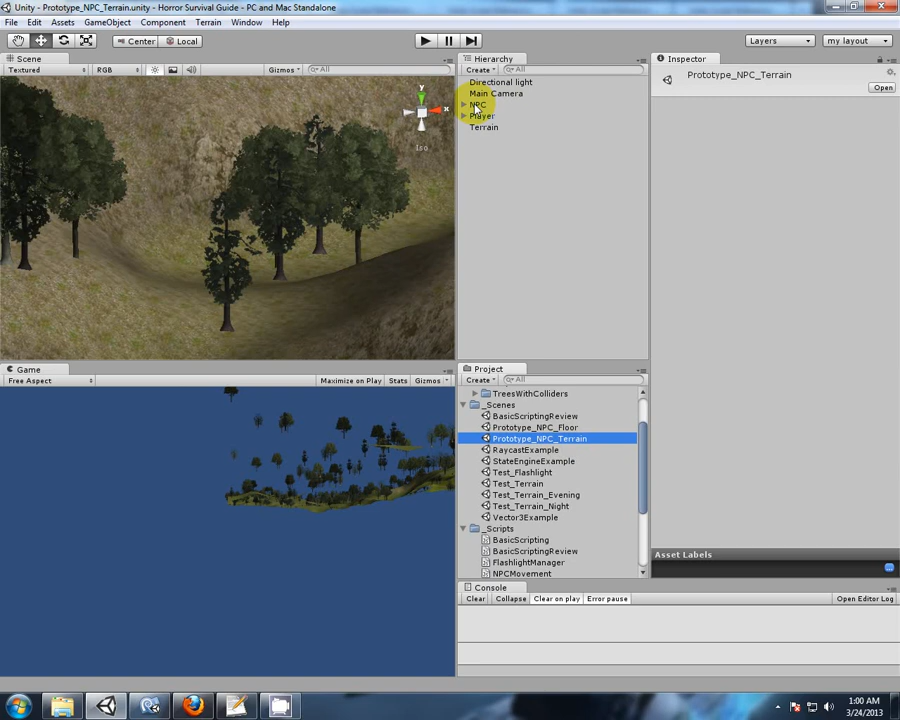 Unity - Prototype_NPC_Terrain.unity - Horror Survival Guide - PC and Mac Standalone
File Edit Assets GameObject Component Terrain Window Help
Center Local Layers my layout
Scene
Textured RGB Gizmos All
y
x
Iso
Hierarchy
Create All
Directional light
Main Camera
NPC
Player
Terrain
Inspector
Prototype_NPC_Terrain
Open
Game
Free Aspect Maximize on Play Stats Gizmos
Project
Create All
TreesWithColliders
_Scenes
BasicScriptingReview
Prototype_NPC_Floor
Prototype_NPC_Terrain
RaycastExample
StateEngineExample
Test_Flashlight
Test_Terrain
Test_Terrain_Evening
Test_Terrain_Night
Vector3Example
_Scripts
BasicScripting
BasicScriptingReview
FlashlightManager
NPCMovement
Asset Labels
Console
Clear Collapse Clear on play Error pause Open Editor Log
1:00 AM
3/24/2013